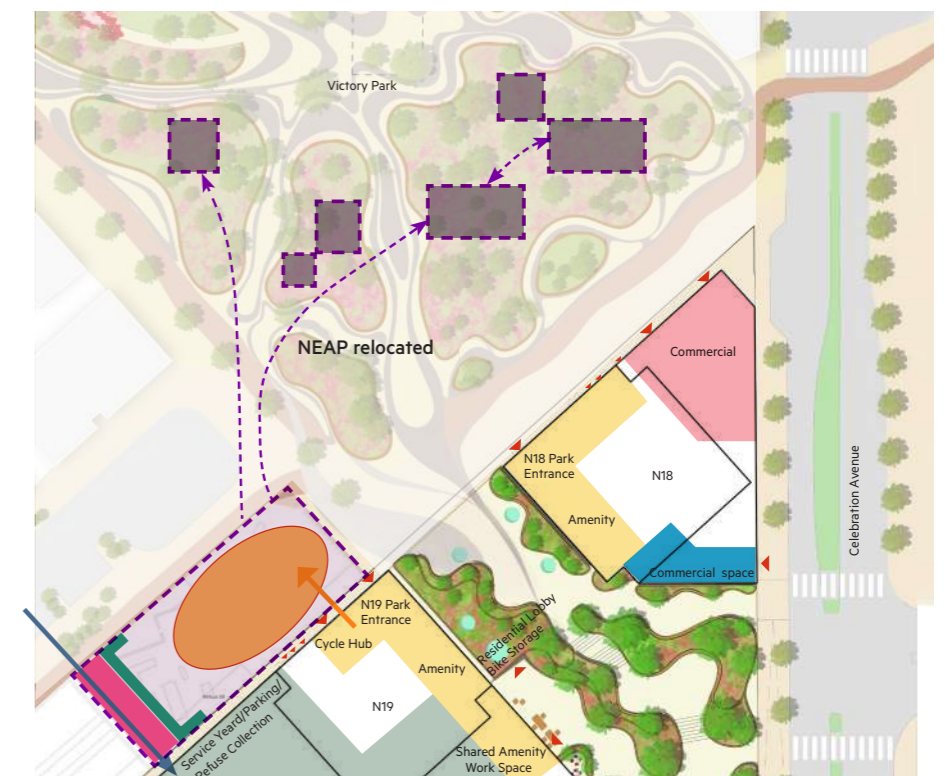 Victory Park
NEAP relocated
Commercial
N18 Park
Entrance
N18
Amenity
Commercial space
Celebration Avenue
N19 Park
Entrance
Cycle Hub
Amenity
N19
Residential Lobby
Bike Storage
Service Yeard/Parking/
Refuse Collection
Shared Amenity
Work Space